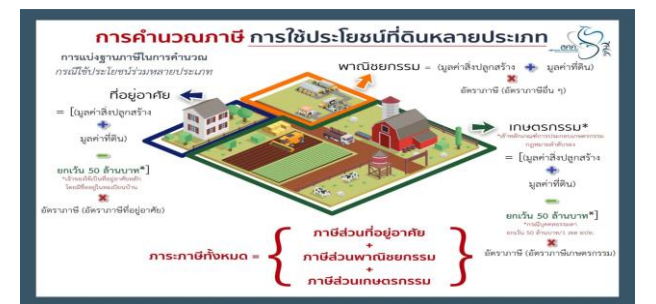 การคำนวณภาษี การใช้ประโยชน์ที่ดินหลายประเภท
สถค.
การแบ่งฐานภาษีในการคำนวณ
กรณีใช้ประโยชน์ร่วมหลายประเภท
พาณิชยกรรม = (มูลค่าสิ่งปลูกสร้าง + มูลค่าที่ดิน)
×
อัตราภาษี (อัตราภาษีอื่น ๆ)
ที่อยู่อาศัย
= [(มูลค่าสิ่งปลูกสร้าง
+
มูลค่าที่ดิน)
-
ยกเว้น 50 ล้านบาท*]
×
อัตราภาษี (อัตราภาษีที่อยู่อาศัย)
เกษตรกรรม*
= [(มูลค่าสิ่งปลูกสร้าง
+
มูลค่าที่ดิน)
-
ยกเว้น 50 ล้านบาท*]
×
อัตราภาษี (อัตราภาษีเกษตรกรรม)
ภาระภาษีทั้งหมด =
ภาษีส่วนที่อยู่อาศัย
+
ภาษีส่วนพาณิชยกรรม
+
ภาษีส่วนเกษตรกรรม